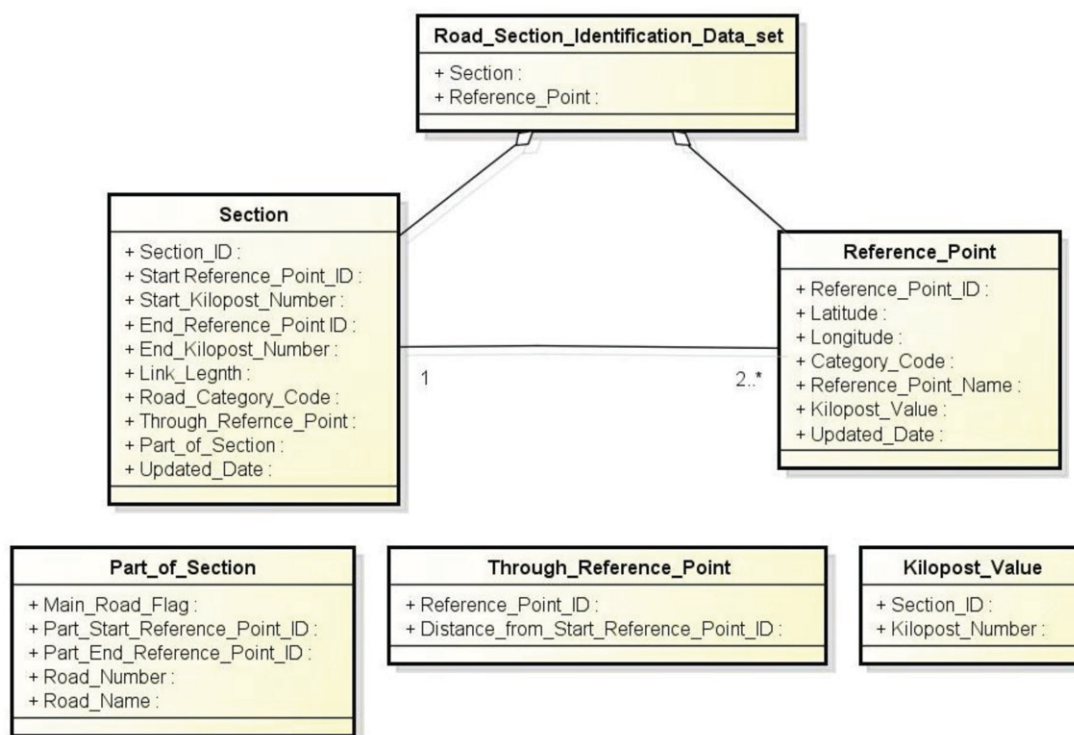 Road_Section_Identification_Data_set
+ Section :
+ Reference_Point :
Section
+ Section_ID :
+ Start Reference_Point_ID :
+ Start_Kilopost_Number :
+ End_Reference_Point ID :
+ End_Kilopost_Number :
+ Link_Legnth :
+ Road_Category_Code :
+ Through_Refernce_Point :
+ Part_of_Section :
+ Updated_Date :
Reference_Point
+ Reference_Point_ID :
+ Latitude :
+ Longitude :
+ Category_Code :
+ Reference_Point_Name :
+ Kilopost_Value :
+ Updated_Date :
1
2..*
Part_of_Section
+ Main_Road_Flag :
+ Part_Start_Reference_Point_ID :
+ Part_End_Reference_Point_ID :
+ Road_Number :
+ Road_Name :
Through_Reference_Point
+ Reference_Point_ID :
+ Distance_from_Start_Reference_Point_ID :
Kilopost_Value
+ Section_ID :
+ Kilopost_Number :